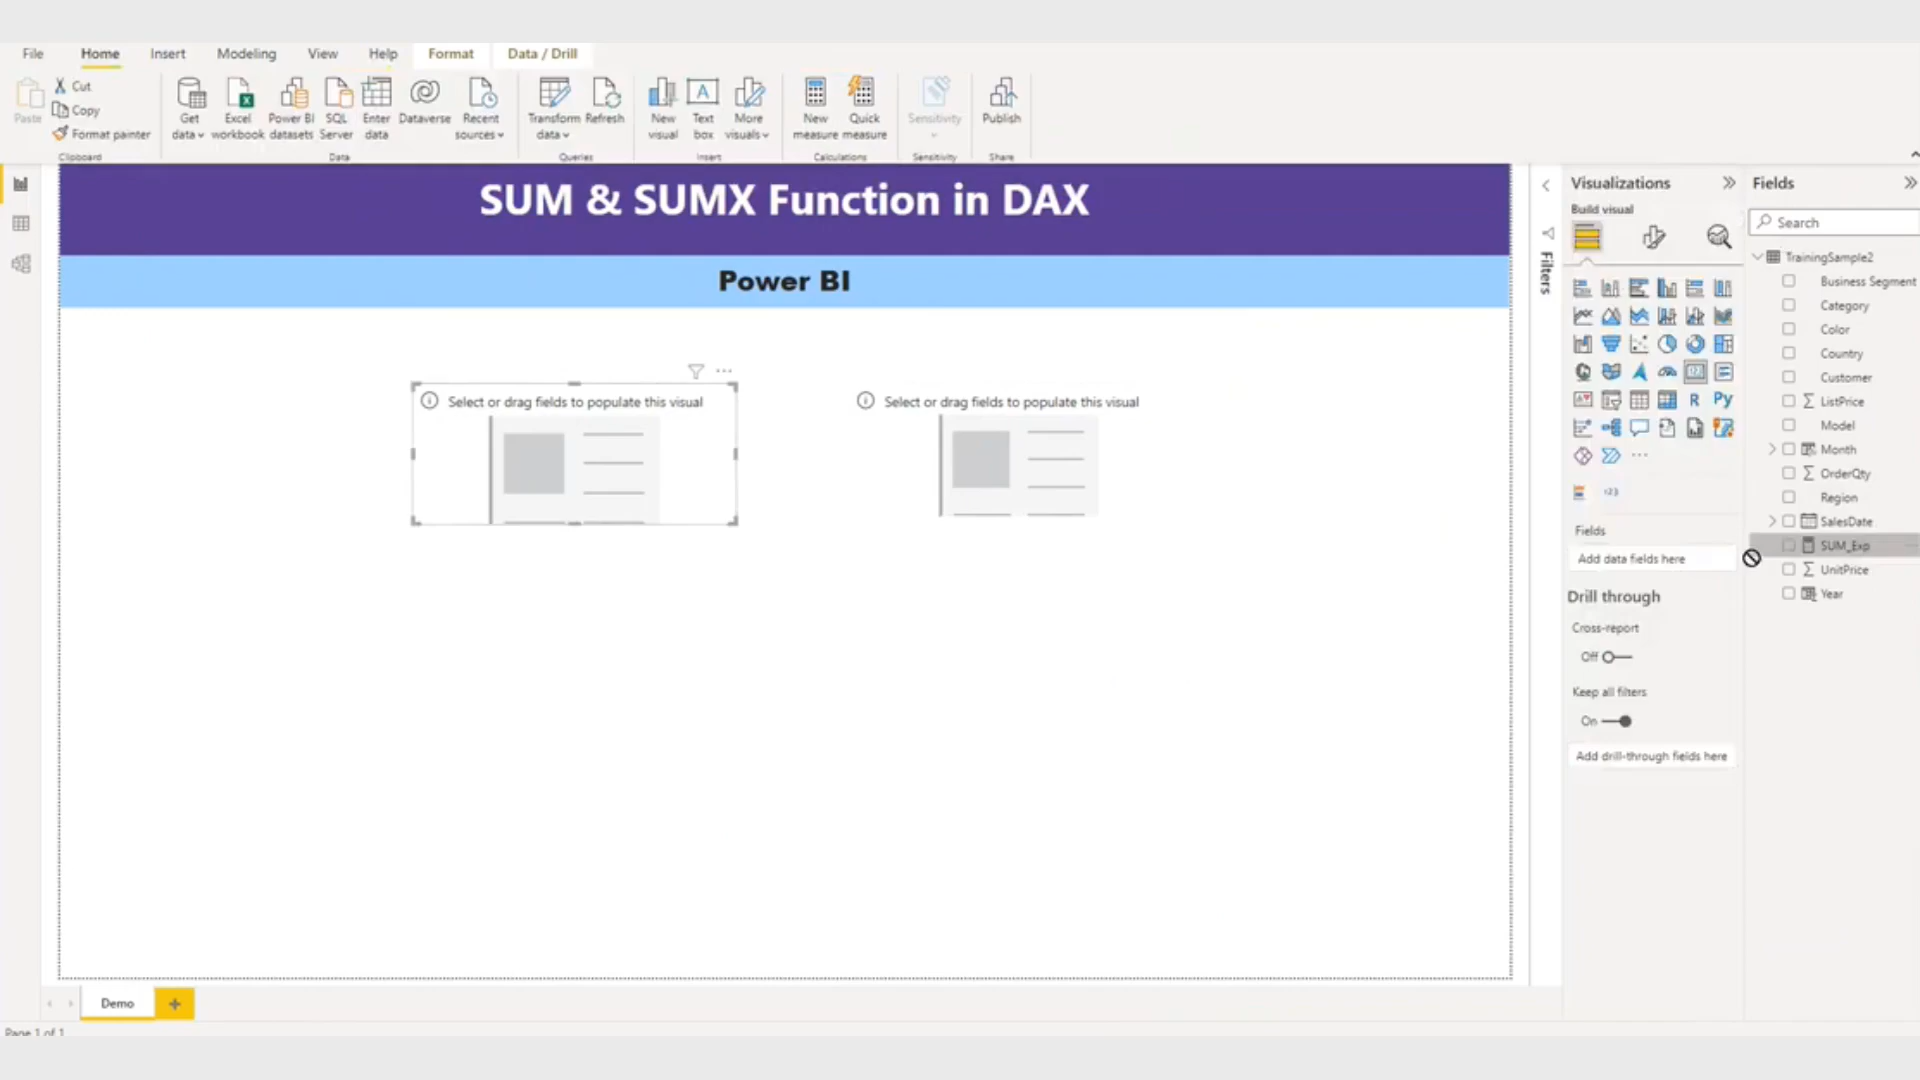 File Home Insert Modeling View Help Format Data / Drill
Paste
Cut
Copy
Format painter
Clipboard
Get data
Excel workbook
Power BI datasets
SQL Server
Enter data
Dataverse
Recent sources
Data
Transform data
Refresh
Queries
New visual
Text box
More visuals
Insert
New measure
Quick measure
Calculations
Sensitivity
Sensitivity
Publish
Share
SUM & SUMX Function in DAX
Power BI
Select or drag fields to populate this visual
Select or drag fields to populate this visual
Filters
Visualizations
Build visual
R
Py
123
Fields
Add data fields here
Drill through
Cross-report
Off
Keep all filters
On
Add drill-through fields here
Fields
Search
TrainingSample2
Business Segment
Category
Color
Country
Customer
ListPrice
Model
Month
OrderQty
Region
SalesDate
SUM_Exp
UnitPrice
Year
Demo
Page 1 of 1